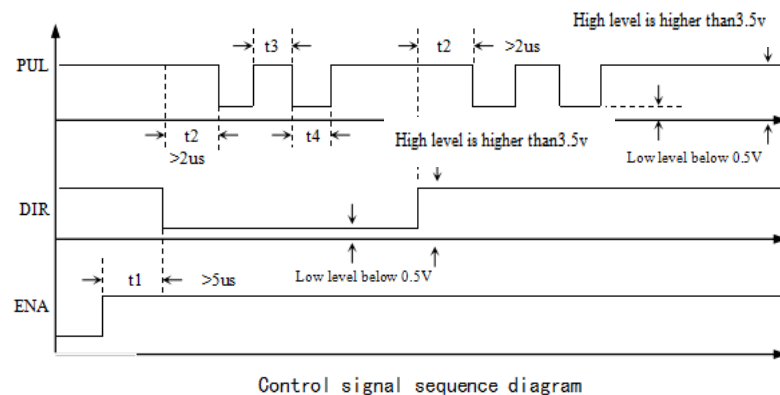 High level is higher than3.5v
t3
t2
>2us
PUL
t2
t4
>2us
High level is higher than3.5v
Low level below 0.5V
DIR
t1
>5us
Low level below 0.5V
ENA
Control signal sequence diagram